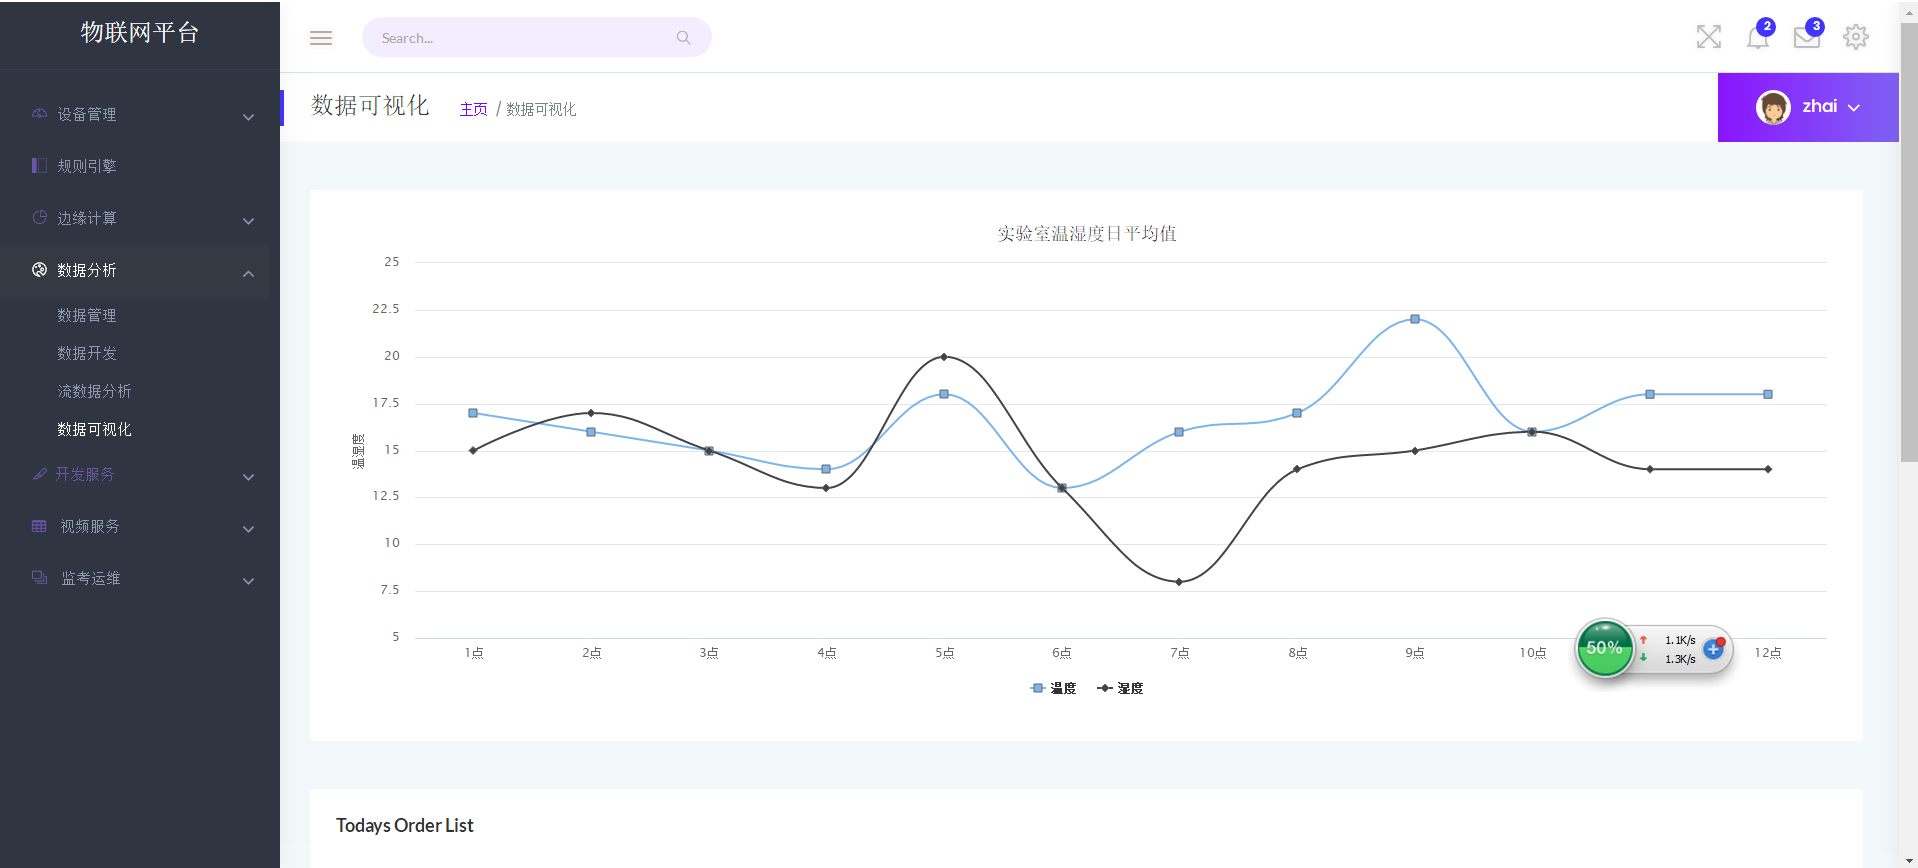 物联网平台
Search...
2
3
数据可视化
主页 / 数据可视化
zhai
设备管理
规则引擎
边缘计算
数据分析
数据管理
数据开发
流数据分析
数据可视化
开发服务
视频服务
监考运维
实验室温湿度日平均值
温湿度
25
22.5
20
17.5
15
12.5
10
7.5
5
1点 2点 3点 4点 5点 6点 7点 8点 9点 10点 12点
温度 湿度
50%
1.1K/s
1.3K/s
Todays Order List